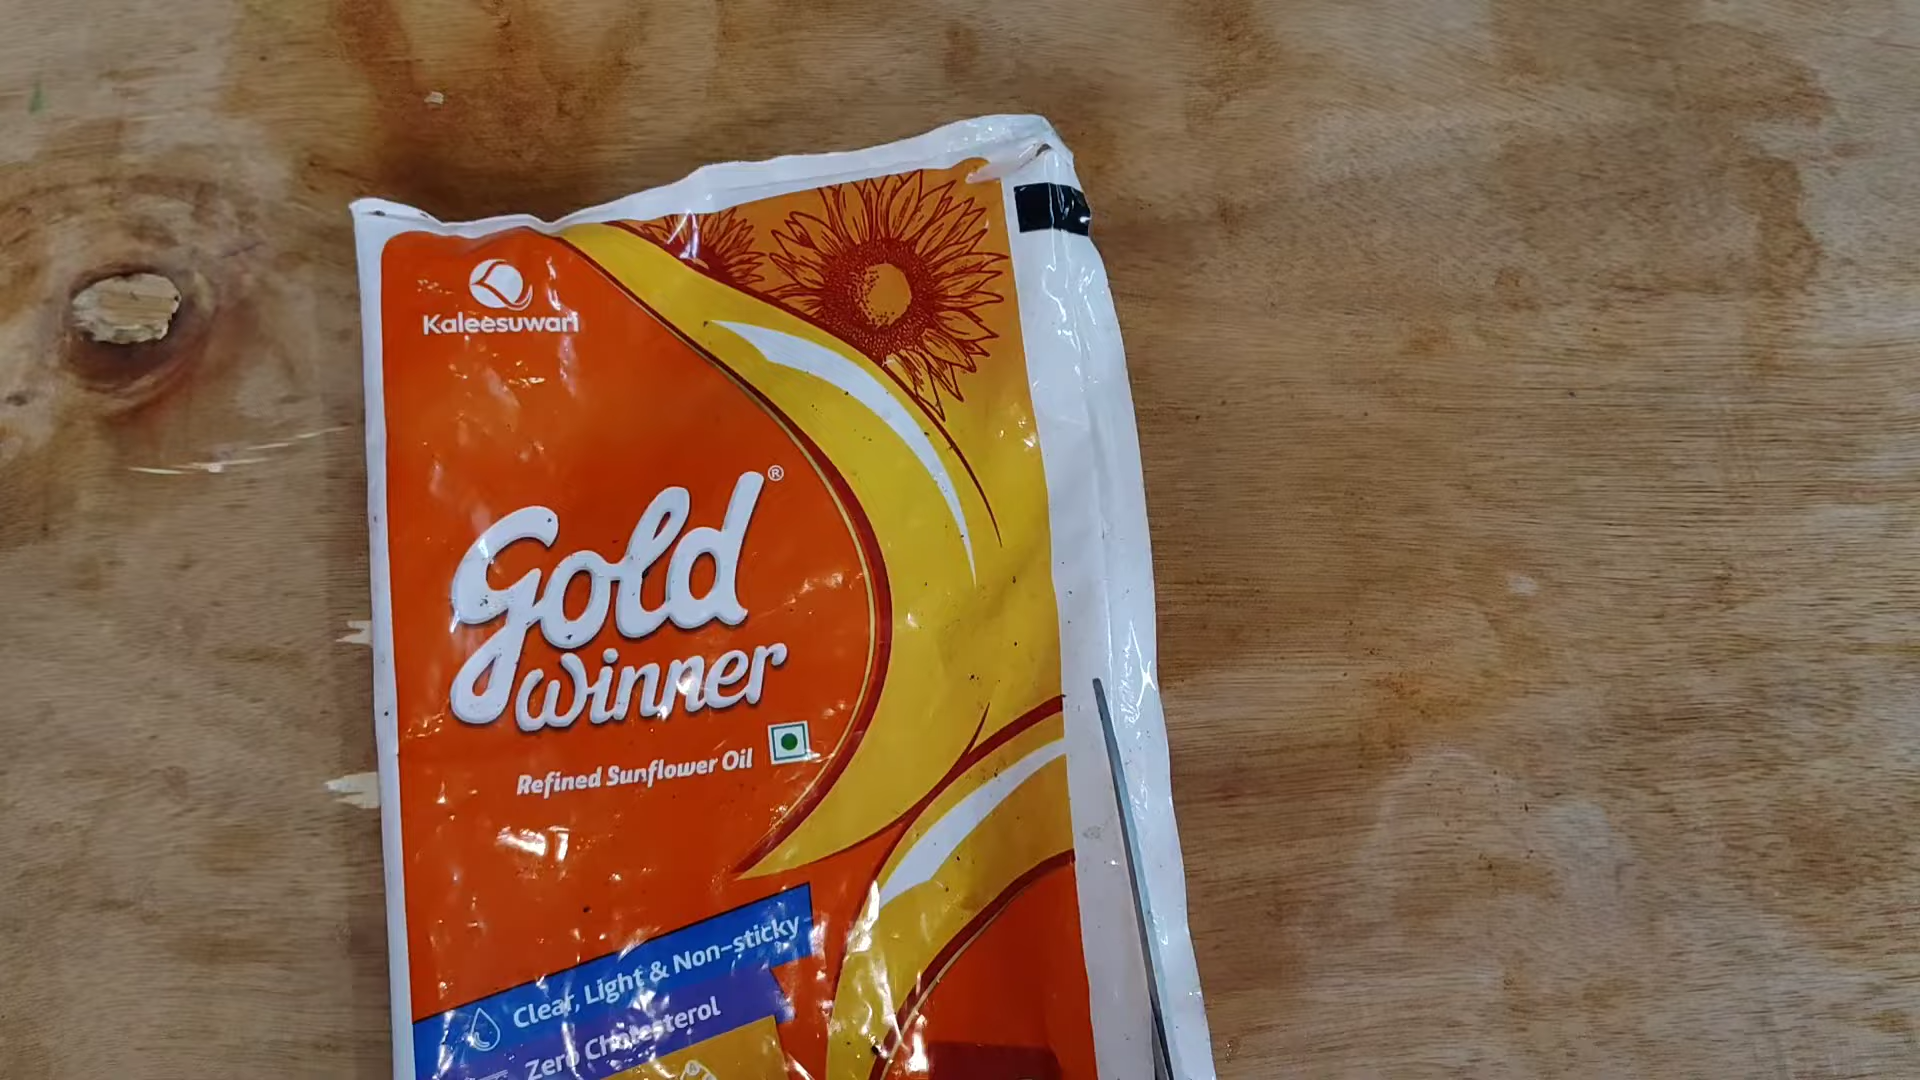 Kaleesuwari
Gold®
winner
Refined Sunflower Oil
Clear, Light & Non-sticky
Zero Cholesterol